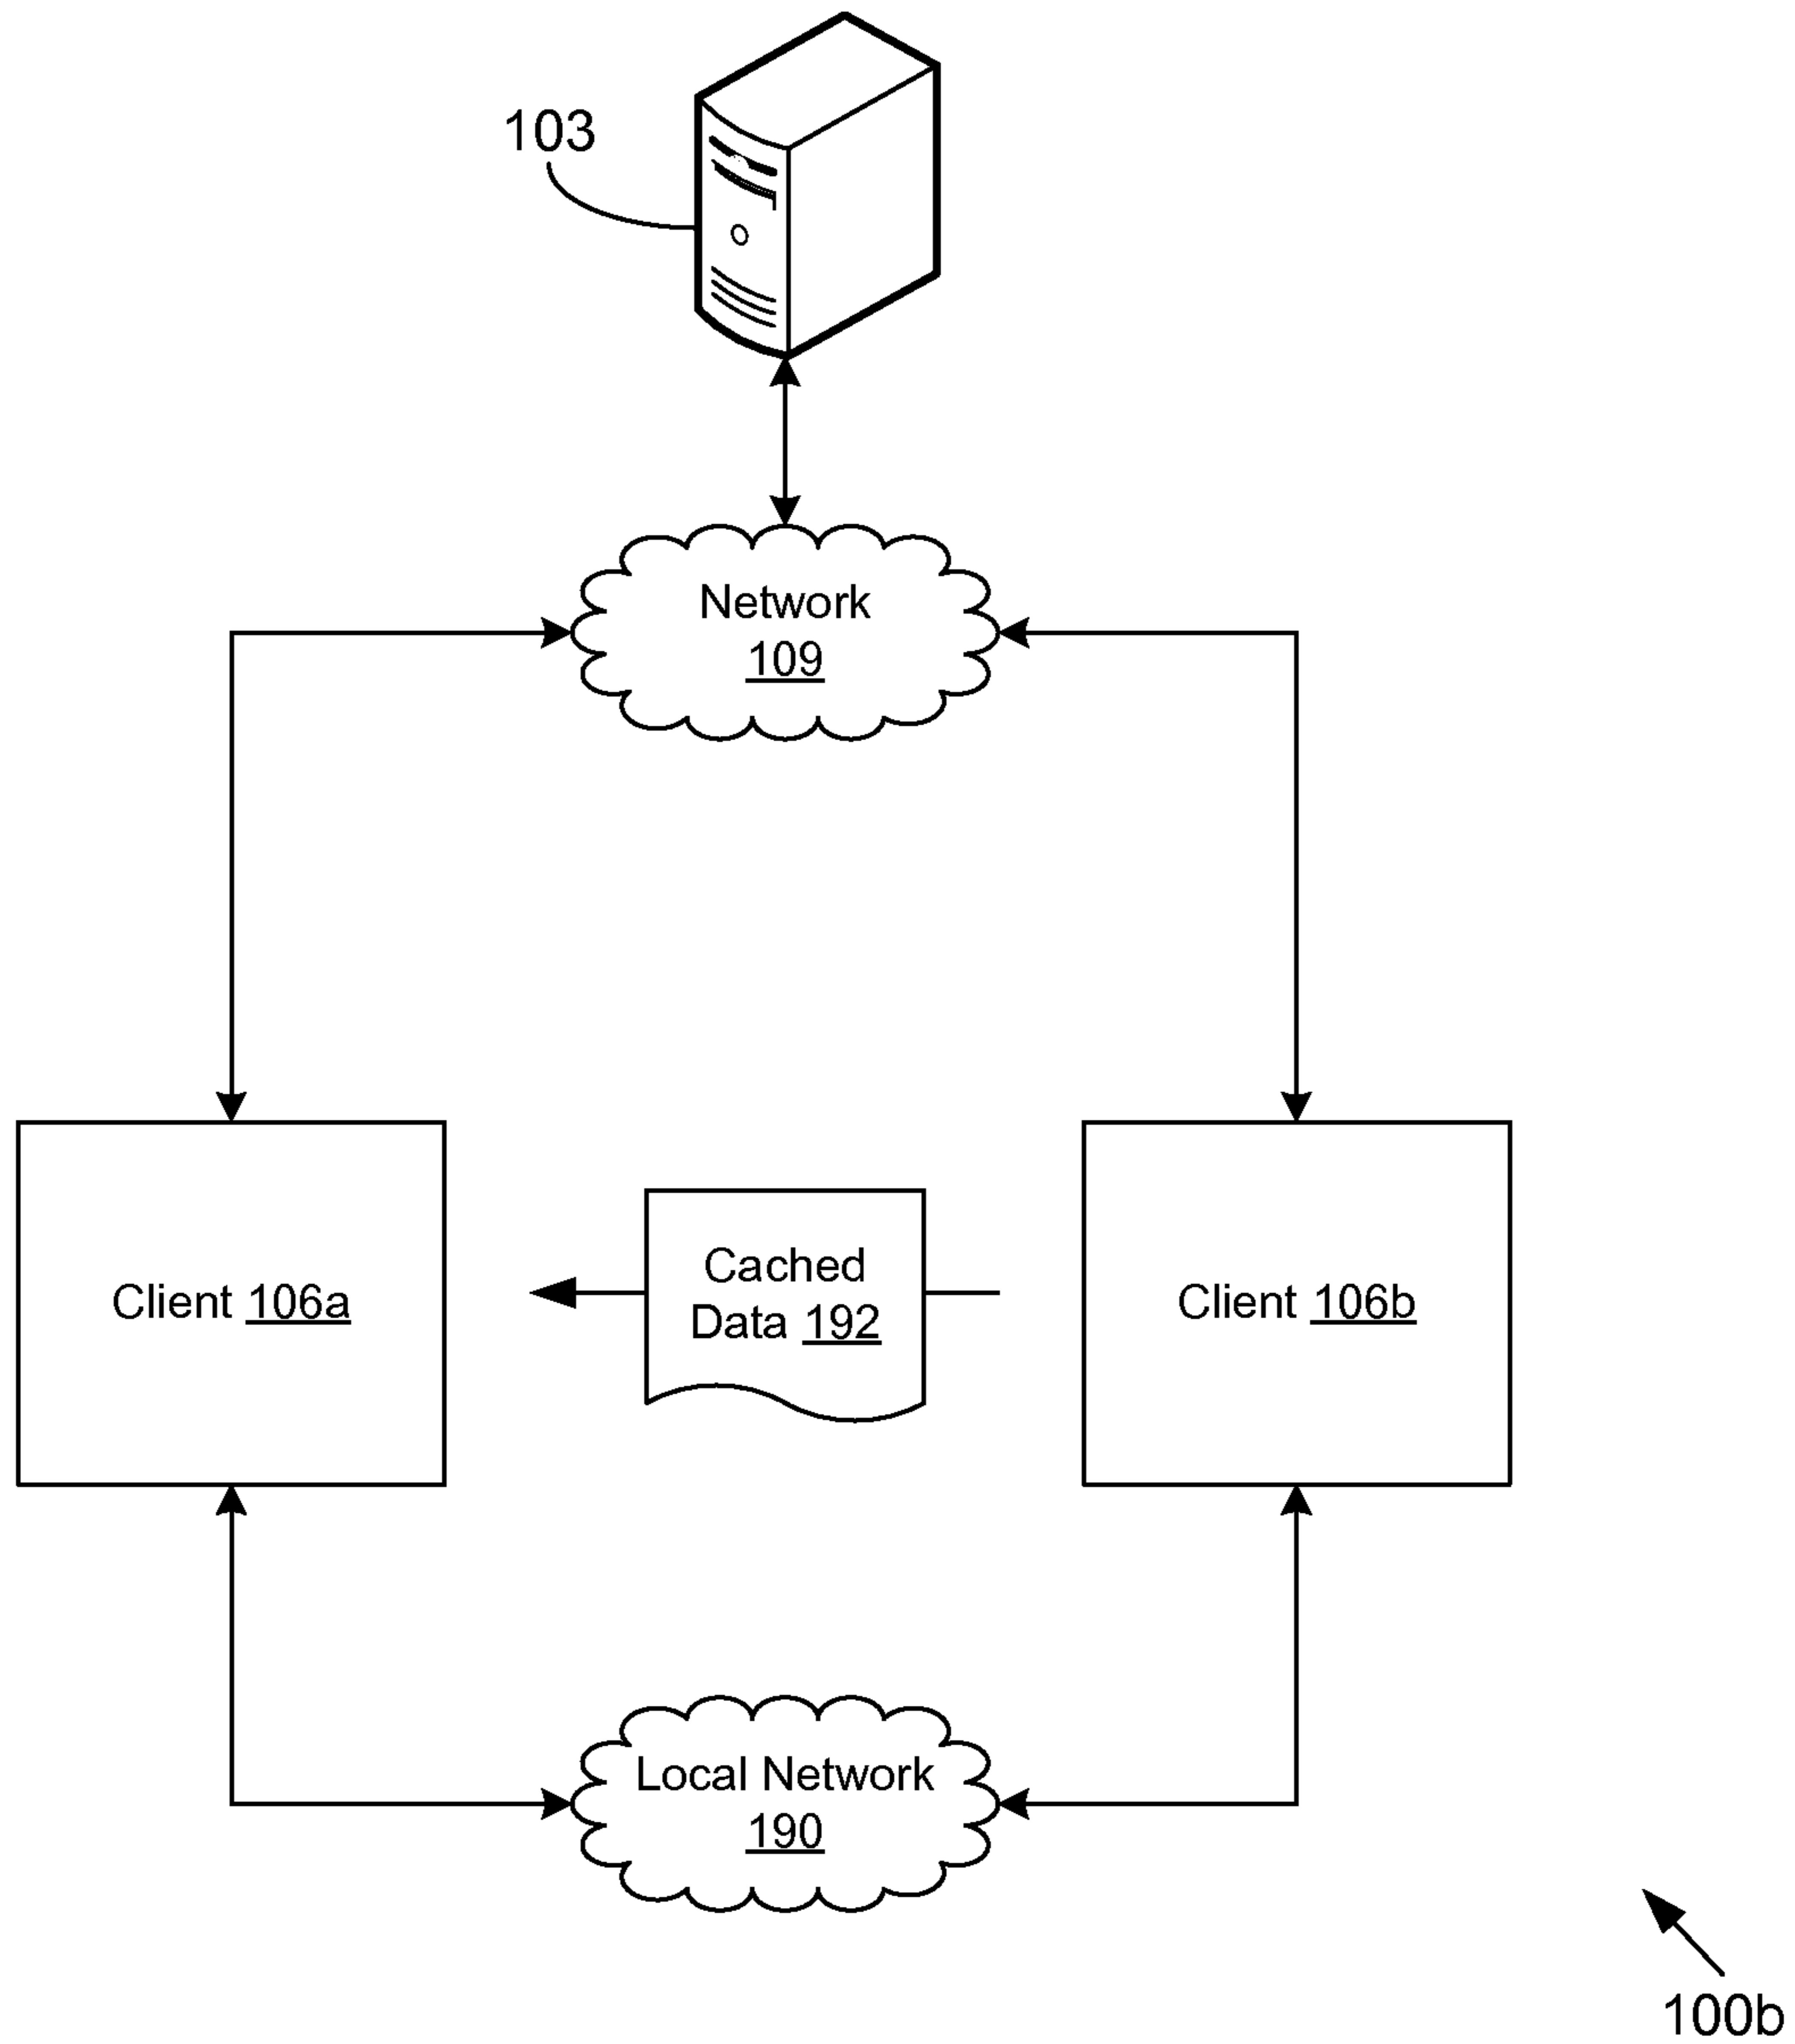 103
Network
109
Client 106a
Cached
Data 192
Client 106b
Local Network
190
100b